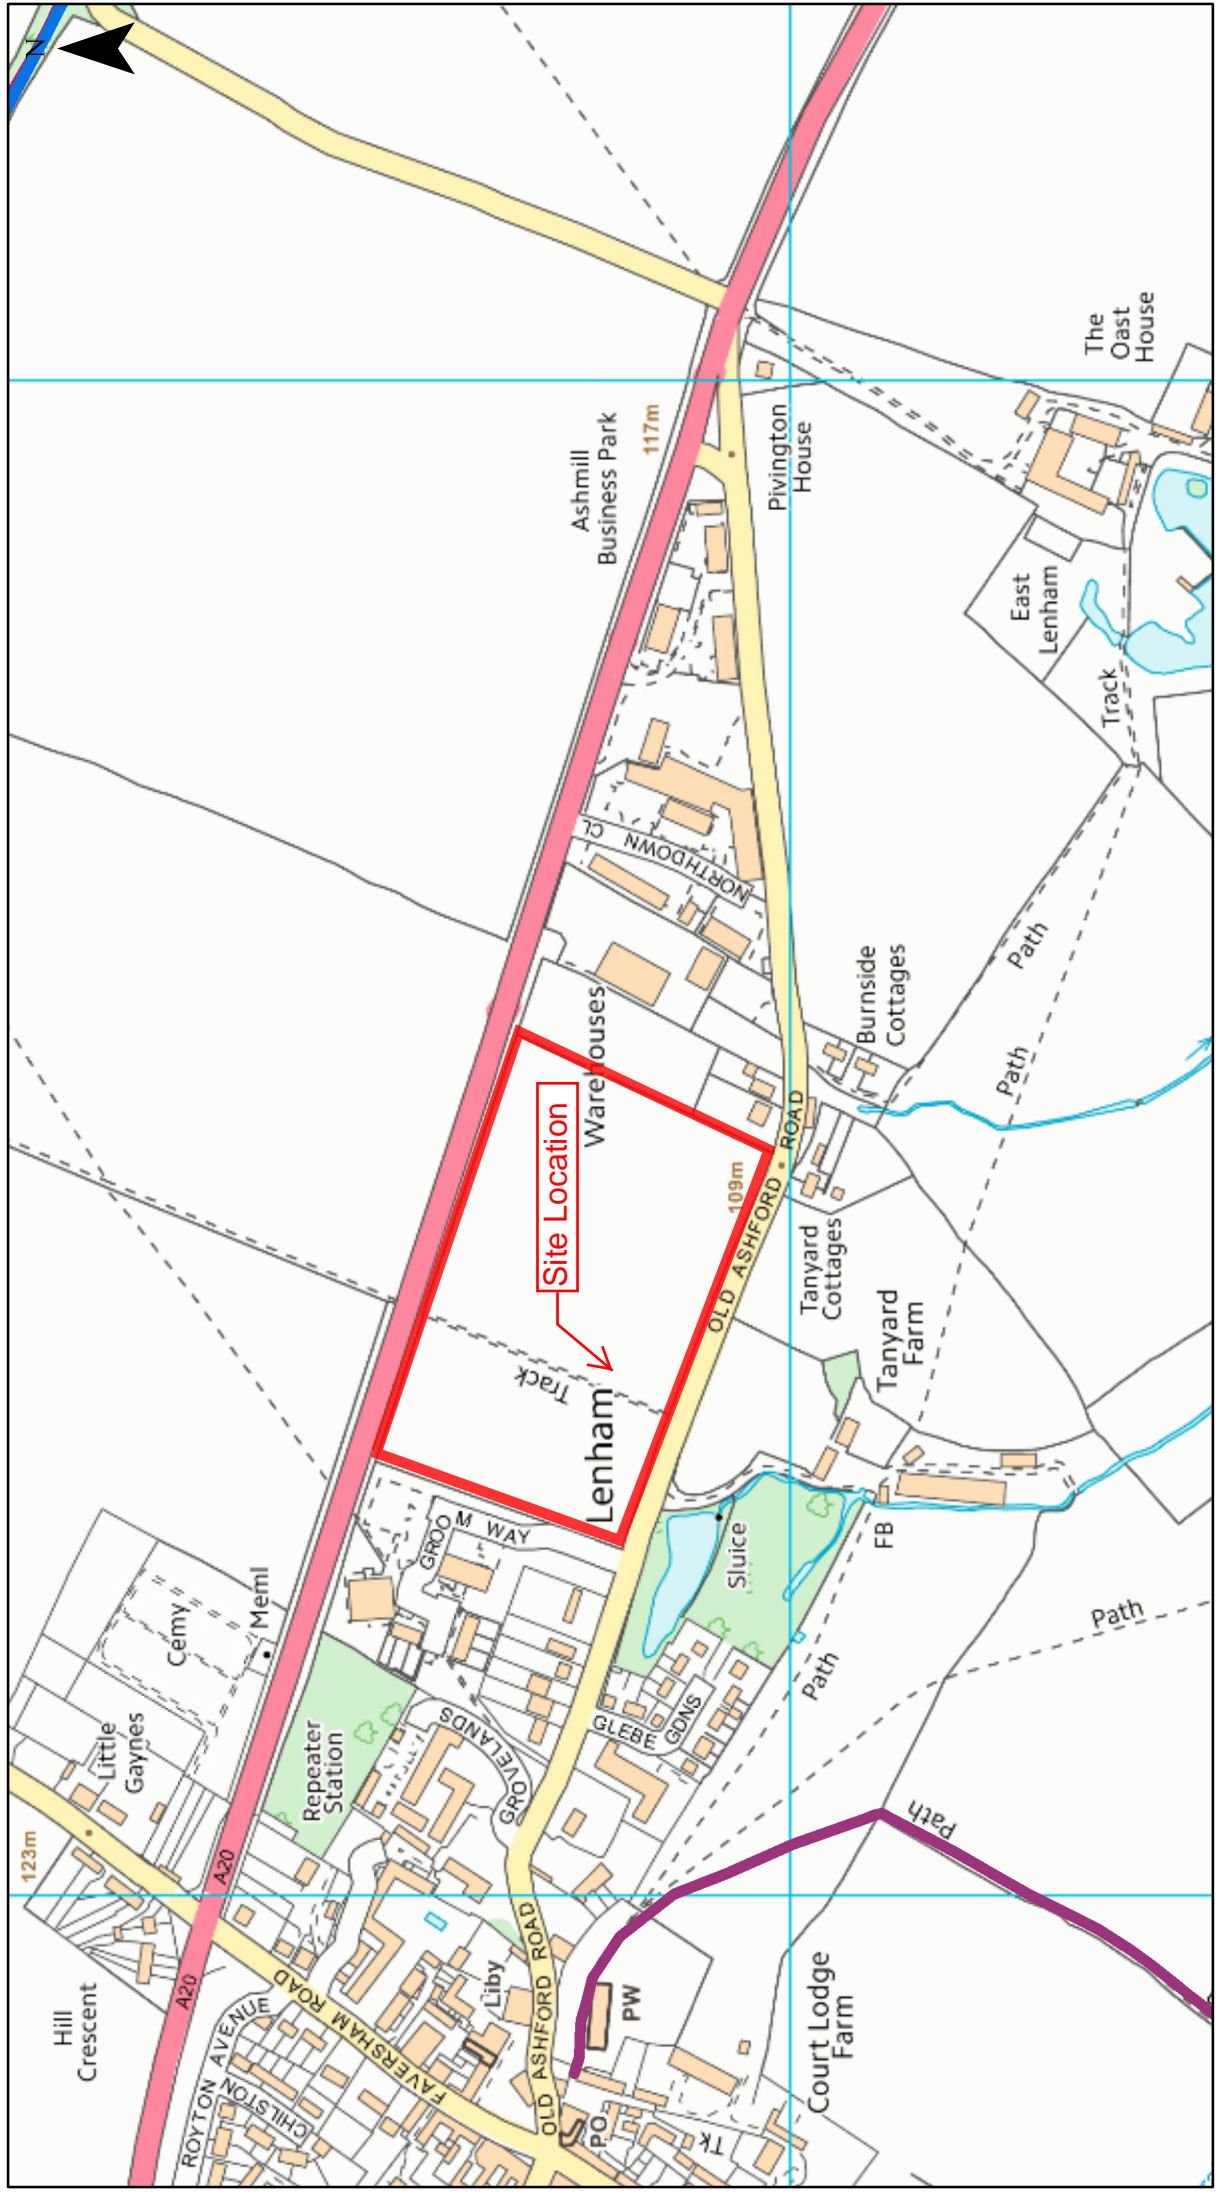 N
Hill
Crescent
123m
Little
Gaynes
Cemy
Meml
A20
A20
ROYTON AVENUE
CHILSTON
FAVERSHAM ROAD
Repeater
Station
GROVELANDS
GROOM WAY
Liby
OLD ASHFORD ROAD
PO
PW
TK
Court Lodge
Farm
GLEBE GDNS
Sluice
FB
Path
Path
Path
Lenham
Track
Site Location
Warehouses
109m
OLD ASHFORD ROAD
Tanyard
Cottages
Tanyard
Farm
Burnside
Cottages
Path
Path
NORTHDOWN CL
Ashmill
Business Park
117m
Pivington
House
East
Lenham
Track
The
Oast
House